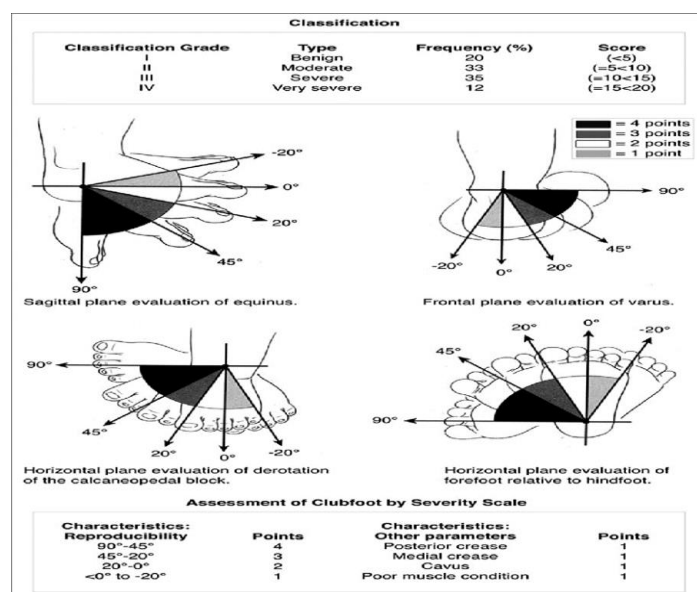 Classification
Classification Grade Type Frequency (%) Score
I Benign 20 (<5)
II Moderate 33 (=5<10)
III Severe 35 (=10<15)
IV Very severe 12 (=15<20)
= 4 points
= 3 points
= 2 points
= 1 point
-20°
0°
20°
45°
90°
Sagittal plane evaluation of equinus.
90°
45°
20°
0°
-20°
Frontal plane evaluation of varus.
90°
45°
20°
0°
-20°
Horizontal plane evaluation of derotation
of the calcaneopedal block.
0°
20°
-20°
45°
90°
Horizontal plane evaluation of
forefoot relative to hindfoot.
Assessment of Clubfoot by Severity Scale
Characteristics: Characteristics:
Reproducibility Points Other parameters Points
90°-45° 4 Posterior crease 1
45°-20° 3 Medial crease 1
20°-0° 2 Cavus 1
<0° to -20° 1 Poor muscle condition 1